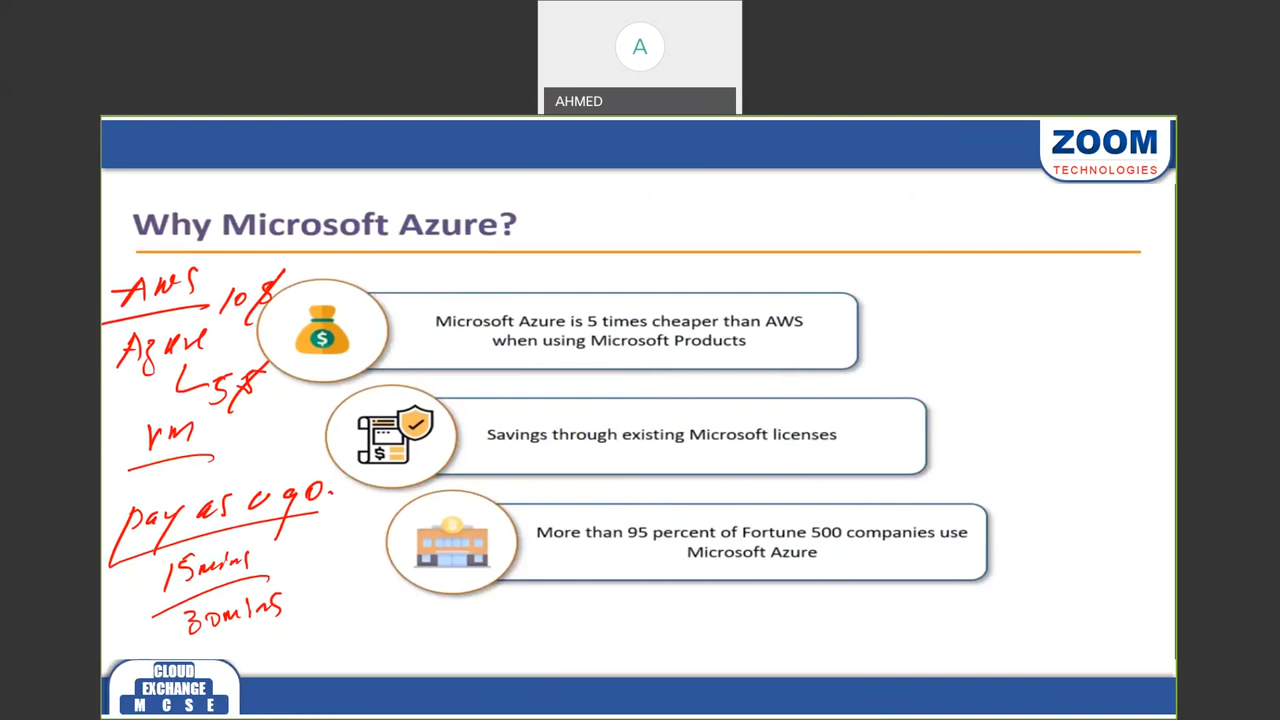 A
AHMED
ZOOM
TECHNOLOGIES
Why Microsoft Azure?
AWS 10$
Azure
5$
VM
pay as u go.
15mins
30mins
Microsoft Azure is 5 times cheaper than AWS
when using Microsoft Products
Savings through existing Microsoft licenses
More than 95 percent of Fortune 500 companies use
Microsoft Azure
CLOUD
EXCHANGE
M C S E